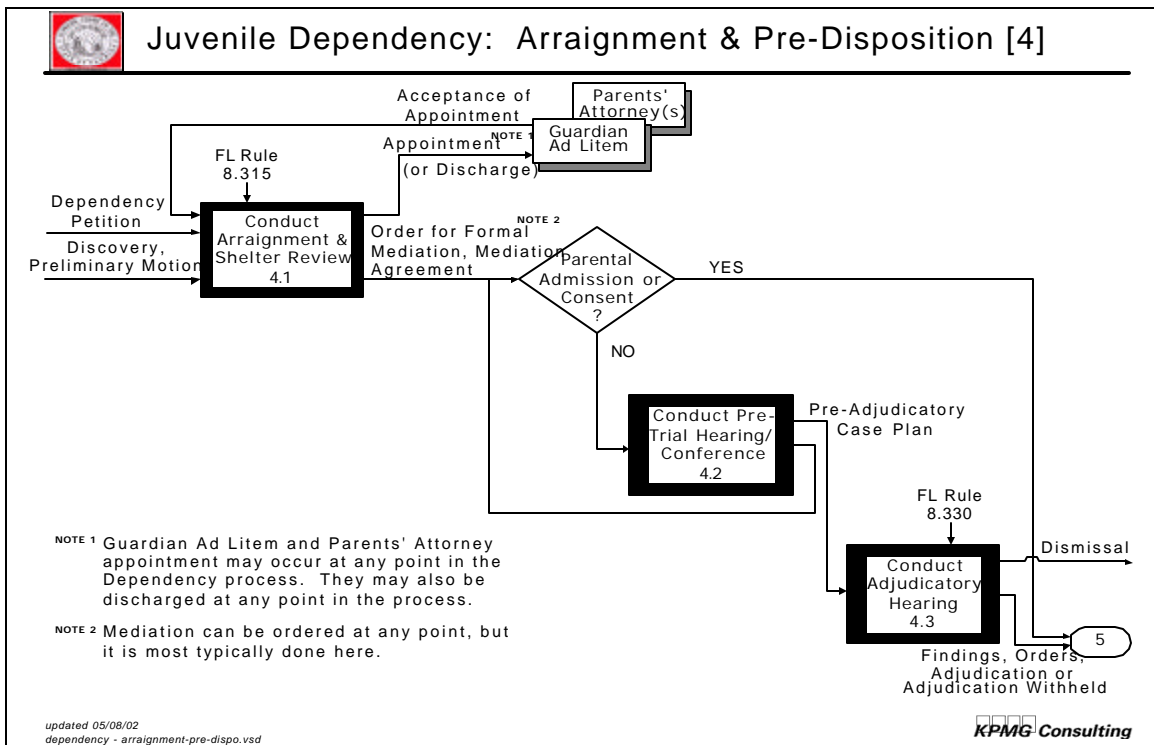 Juvenile Dependency: Arraignment & Pre-Disposition [4]
Acceptance of
Appointment
Parents'
Attorney(s)
Guardian
Ad Litem
Appointment NOTE 1
(or Discharge)
FL Rule
8.315
Dependency
Petition
Discovery,
Preliminary Motion
Conduct
Arraignment &
Shelter Review
4.1
Order for Formal NOTE 2
Mediation, Mediation
Agreement
Parental
Admission or
Consent
?
YES
NO
Conduct Pre-
Trial Hearing/
Conference
4.2
Pre-Adjudicatory
Case Plan
FL Rule
8.330
Conduct
Adjudicatory
Hearing
4.3
Dismissal
5
Findings, Orders,
Adjudication or
Adjudication Withheld
NOTE 1 Guardian Ad Litem and Parents' Attorney
appointment may occur at any point in the
Dependency process. They may also be
discharged at any point in the process.
NOTE 2 Mediation can be ordered at any point, but
it is most typically done here.
updated 05/08/02
dependency - arraignment-pre-dispo.vsd
KPMG Consulting